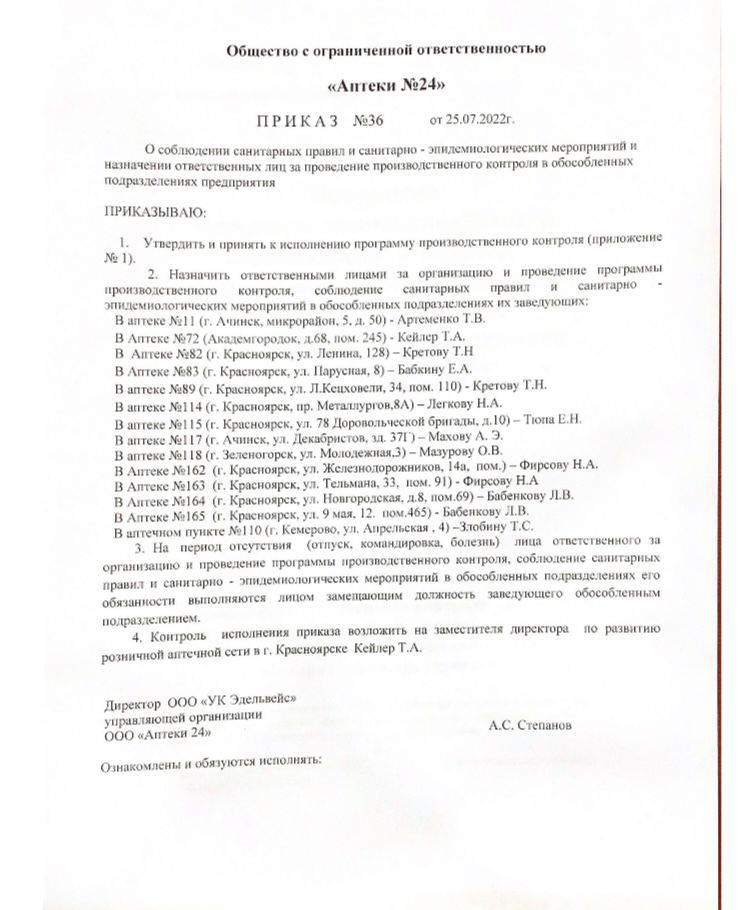 Общество с ограниченной ответственностью
«Аптеки №24»
П Р И К А З №36 от 25.07.2022г.
О соблюдении санитарных правил и санитарно - эпидемиологических мероприятий и
назначении ответственных лиц за проведение производственного контроля в обособленных
подразделениях предприятия
ПРИКАЗЫВАЮ:
1. Утвердить и принять к исполнению программу производственного контроля (приложение
№ 1).
2. Назначить ответственными лицами за организацию и проведение программы
производственного контроля, соблюдение санитарных правил и санитарно -
эпидемиологических мероприятий в обособленных подразделениях их заведующих:
В аптеке №11 (г. Ачинск, микрорайон, 5, д. 50) - Артеменко Т.В.
В Аптеке №72 (Академгородок, д.68, пом. 245) - Кейлер Т.А.
В Аптеке №82 (г. Красноярск, ул. Ленина, 128) – Кретову Т.Н
В Аптеке №83 (г. Красноярск, ул. Парусная, 8) – Бабкину Е.А.
В аптеке №89 (г. Красноярск, ул. Л.Кецховели, 34, пом. 110) - Кретову Т.Н.
В Аптеке №114 (г. Красноярск, пр. Металлургов,8А) – Легкову Н.А.
В Аптеке №115 (г. Красноярск, ул. 78 Доровольческой бригады, д.10) – Тюпа Е.Н.
В Аптеке №117 (г. Ачинск, ул. Декабристов, зд. 37Г) – Махову А. Э.
В Аптеке №118 (г. Зеленогорск, ул. Молодежная,3) – Мазурову О.В.
В Аптеке №162 (г. Красноярск, ул. Железнодорожников, 14а, пом.) – Фирсову Н.А.
В Аптеке №163 (г. Красноярск, ул. Тельмана, 33, пом. 91) - Фирсову Н.А
В Аптеке №164 (г. Красноярск, ул. Новгородская, д.8, пом.69) – Бабенкову Л.В.
В Аптеке №165 (г. Красноярск, ул. 9 мая, 12. пом.465) - Бабенкову Л.В.
В аптечном пункте №110 (г. Кемерово, ул. Апрельская , 4) –Злобину Т.С.
3. На период отсутствия (отпуск, командировка, болезнь) лица ответственного за
организацию и проведение программы производственного контроля, соблюдение санитарных
правил и санитарно - эпидемиологических мероприятий в обособленных подразделениях его
обязанности выполняются лицом замещающим должность заведующего обособленным
подразделением.
4. Контроль исполнения приказа возложить на заместителя директора по развитию
розничной аптечной сети в г. Красноярске Кейлер Т.А.
Директор ООО «УК Эдельвейс»
управляющей организации
ООО «Аптеки 24»
А.С. Степанов
Ознакомлены и обязуются исполнять: